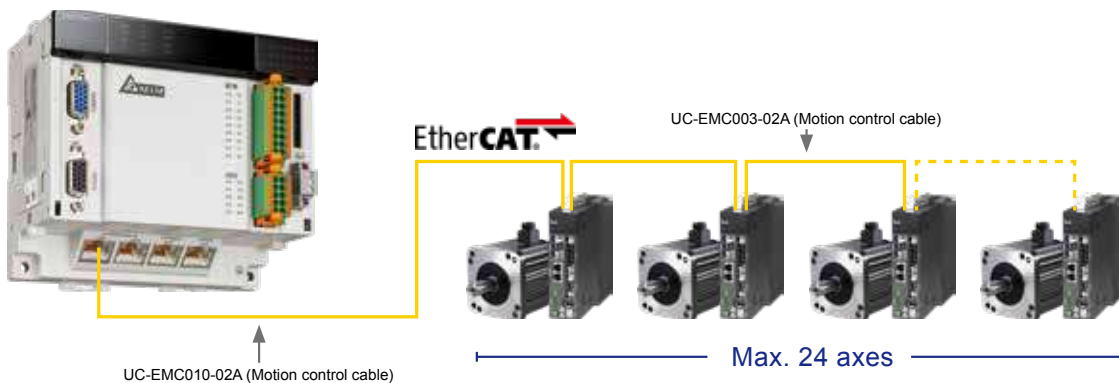 UC-EMC003-02A (Motion control cable)
EtherCAT.
Max. 24 axes
UC-EMC010-02A (Motion control cable)